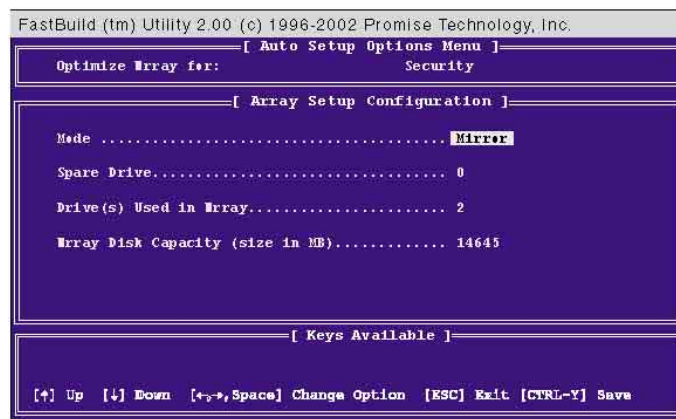 FastBuild (tm) Utility 2.00 (c) 1996-2002 Promise Technology, Inc.
[ Auto Setup Options Menu ]
Optimize Array for: Security
[ Array Setup Configuration ]
Mode ........................................ Mirror
Spare Drive.................................. 0
Drive(s) Used in Array....................... 2
Array Disk Capacity (size in MB)............. 14645
[ Keys Available ]
[↑] Up [↓] Down [←,→,Space] Change Option [ESC] Exit [CTRL-Y] Save